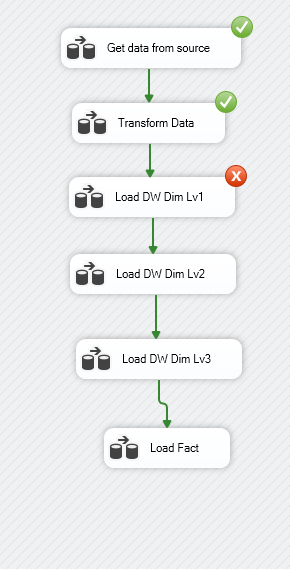 Get data from source
Transform Data
Load DW Dim Lv1
Load DW Dim Lv2
Load DW Dim Lv3
Load Fact